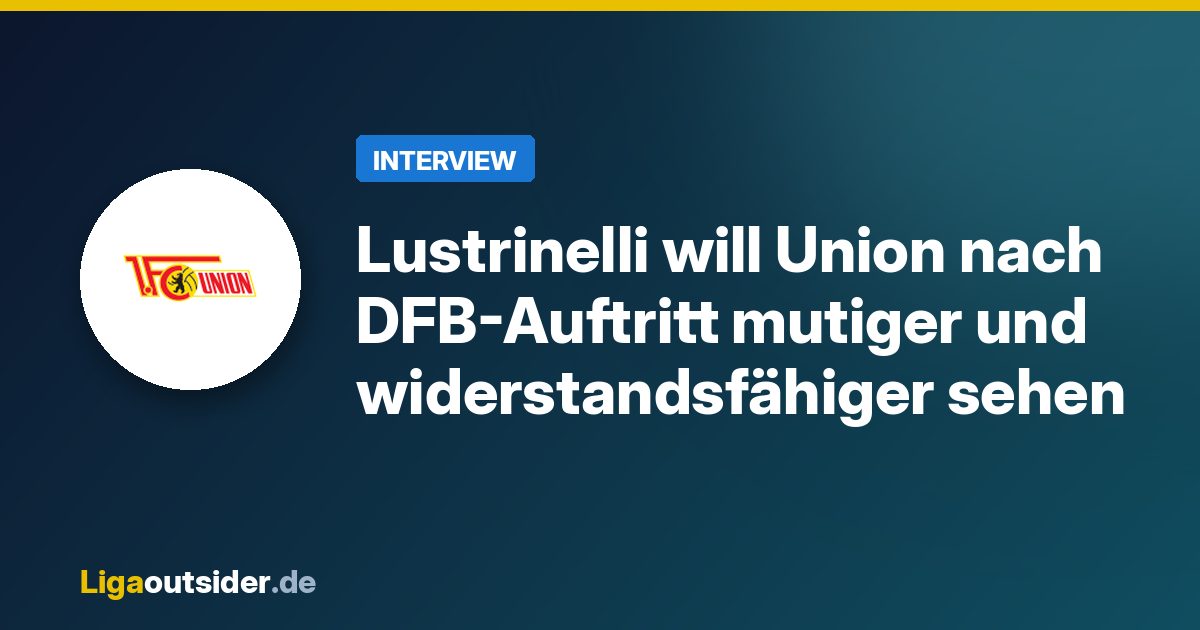 INTERVIEW
Lustrinelli will Union nach
DFB-Auftritt mutiger und
widerstandsfähiger sehen
1.FC UNION
Ligaoutsider.de